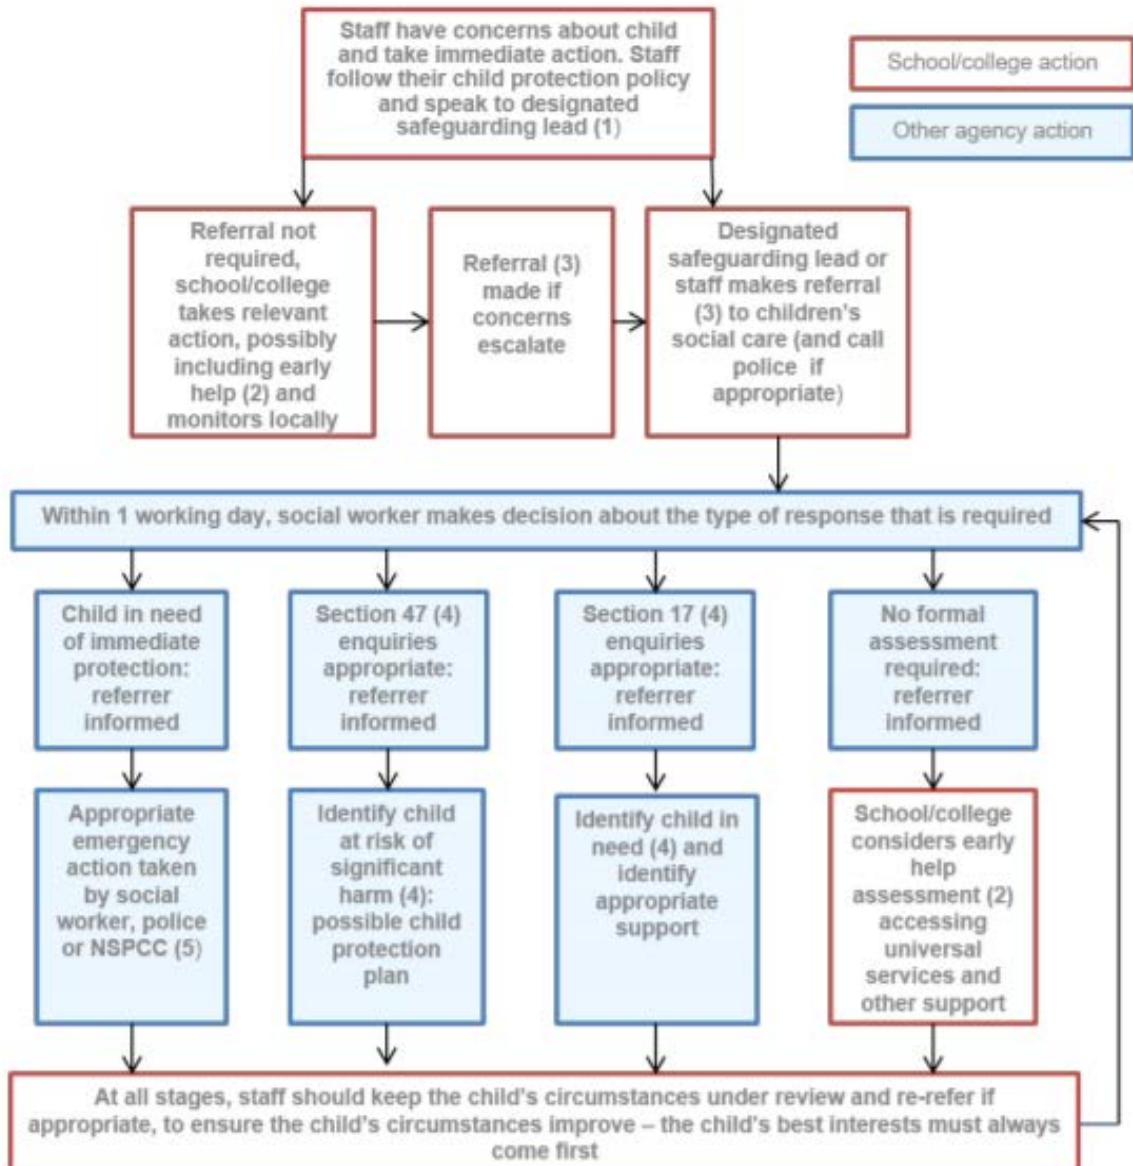 Staff have concerns about child
and take immediate action. Staff
follow their child protection policy
and speak to designated
safeguarding lead (1)
School/college action
Other agency action
Referral not
required,
school/college
takes relevant
action, possibly
including early
help (2) and
monitors locally
Referral (3)
made if
concerns
escalate
Designated
safeguarding lead or
staff makes referral
(3) to children's
social care (and call
police if
appropriate)
Within 1 working day, social worker makes decision about the type of response that is required
Child in need
of immediate
protection:
referrer
informed
Section 47 (4)
enquiries
appropriate:
referrer
informed
Section 17 (4)
enquiries
appropriate:
referrer
informed
No formal
assessment
required:
referrer
informed
Appropriate
emergency
action taken
by social
worker, police
or NSPCC (5)
Identify child
at risk of
significant
harm (4):
possible child
protection
plan
Identify child in
need (4) and
identify
appropriate
support
School/college
considers early
help
assessment (2)
accessing
universal
services and
other support
At all stages, staff should keep the child's circumstances under review and re-refer if
appropriate, to ensure the child's circumstances improve – the child's best interests must always
come first